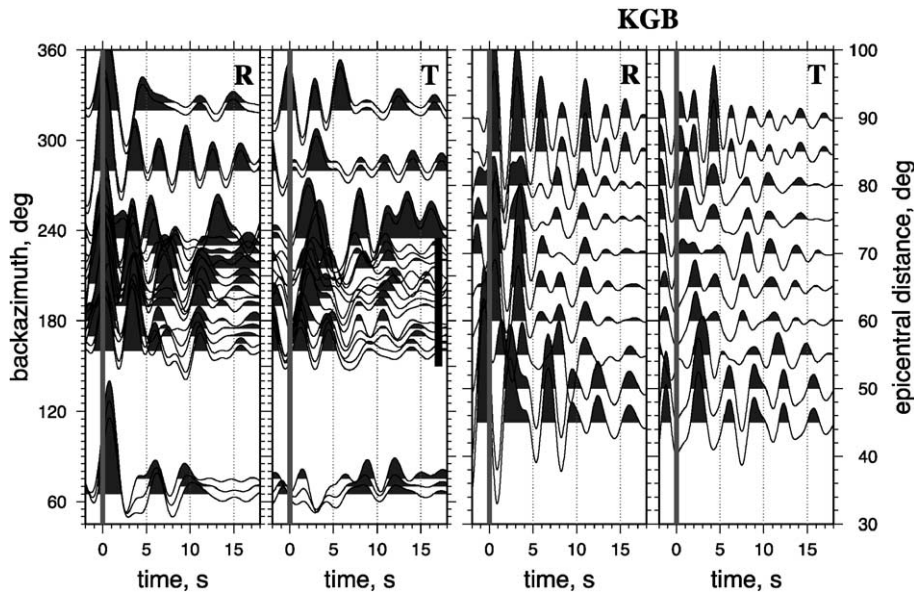 KGB
R
T
R
T
360
300
240
180
120
60
backazimuth, deg
100
90
80
70
60
50
40
30
epicentral distance, deg
0 5 10 15
0 5 10 15
0 5 10 15
0 5 10 15
time, s
time, s
time, s
time, s